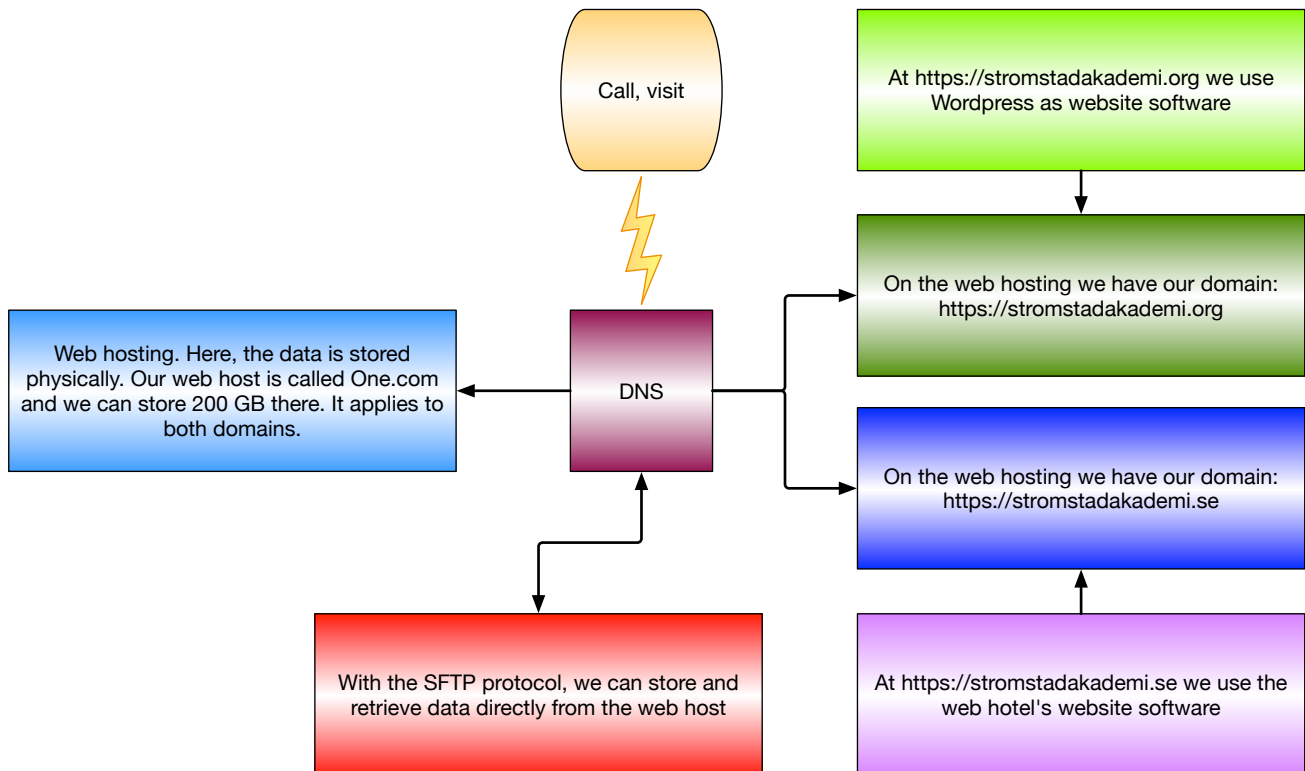 Call, visit
At https://stromstadakademi.org we use
Wordpress as website software
On the web hosting we have our domain:
https://stromstadakademi.org
Web hosting. Here, the data is stored
physically. Our web host is called One.com
and we can store 200 GB there. It applies to
both domains.
DNS
On the web hosting we have our domain:
https://stromstadakademi.se
With the SFTP protocol, we can store and
retrieve data directly from the web host
At https://stromstadakademi.se we use the
web hotel's website software